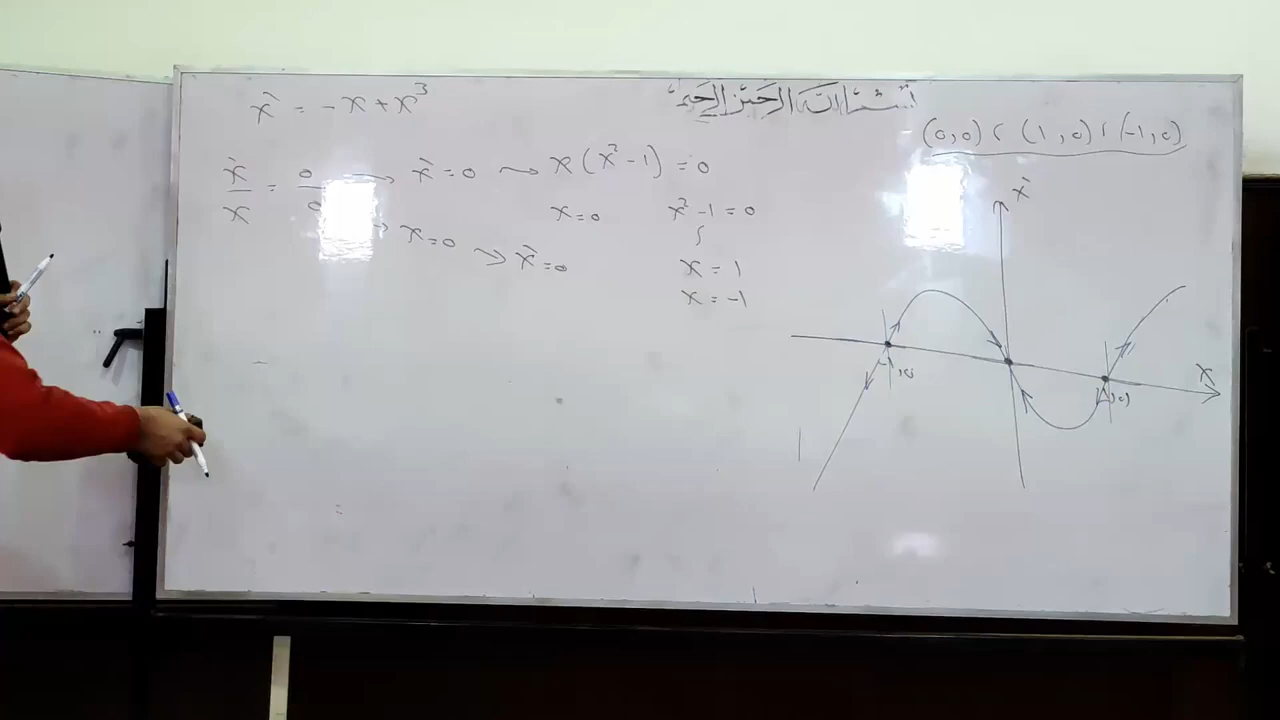 ẋ = -x + x³
بسم الله الرحمن الرحیم
(0,0) , (1,0) , (-1,0)
ẋ/x = 0/0 → ẋ = 0 ⇝ x(x² - 1) = 0
x = 0 x² - 1 = 0
→ x = 0 ⇝ ẋ = 0
x = 1
x = -1
ẋ
x